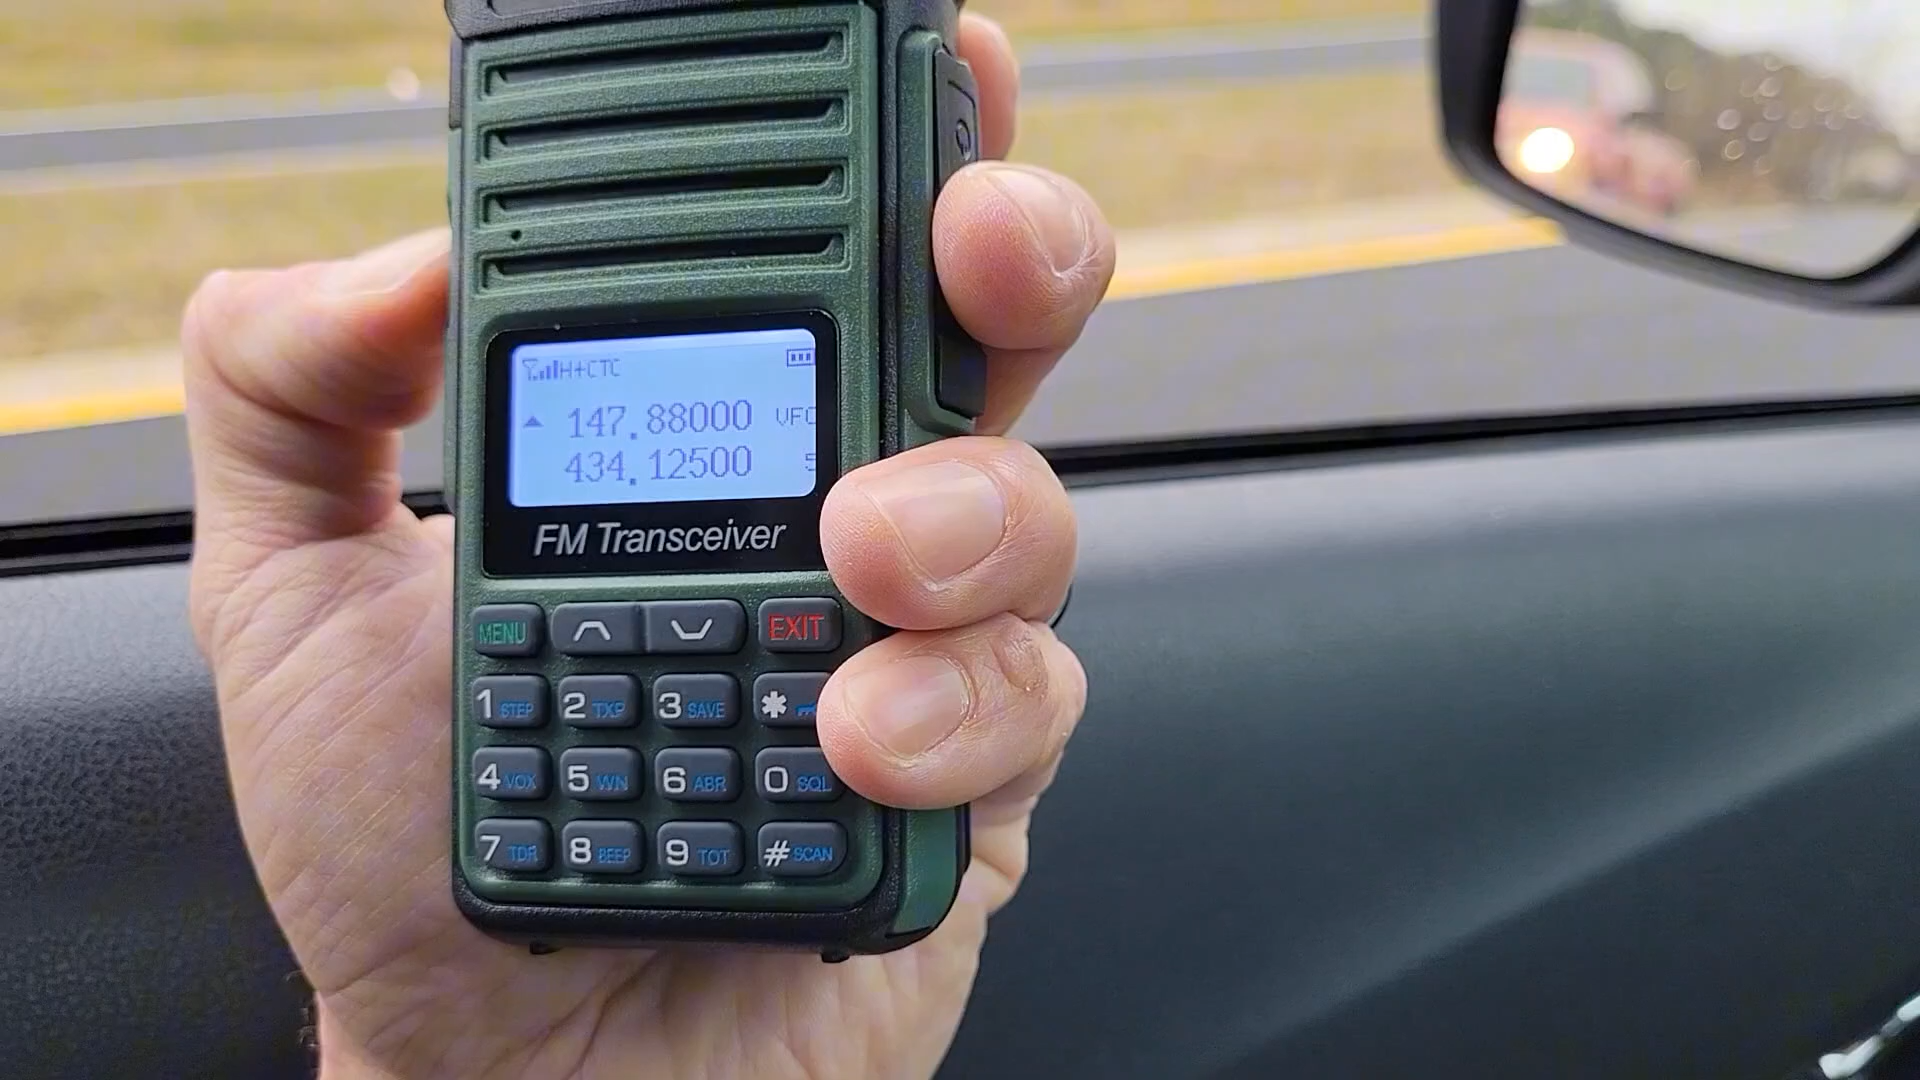 H+CTC
147.88000 VFO
434.12500 5
FM Transceiver
MENU EXIT
1 STEP 2 TXP 3 SAVE *
4 VOX 5 WN 6 ABR 0 SQL
7 TDR 8 BEEP 9 TOT # SCAN